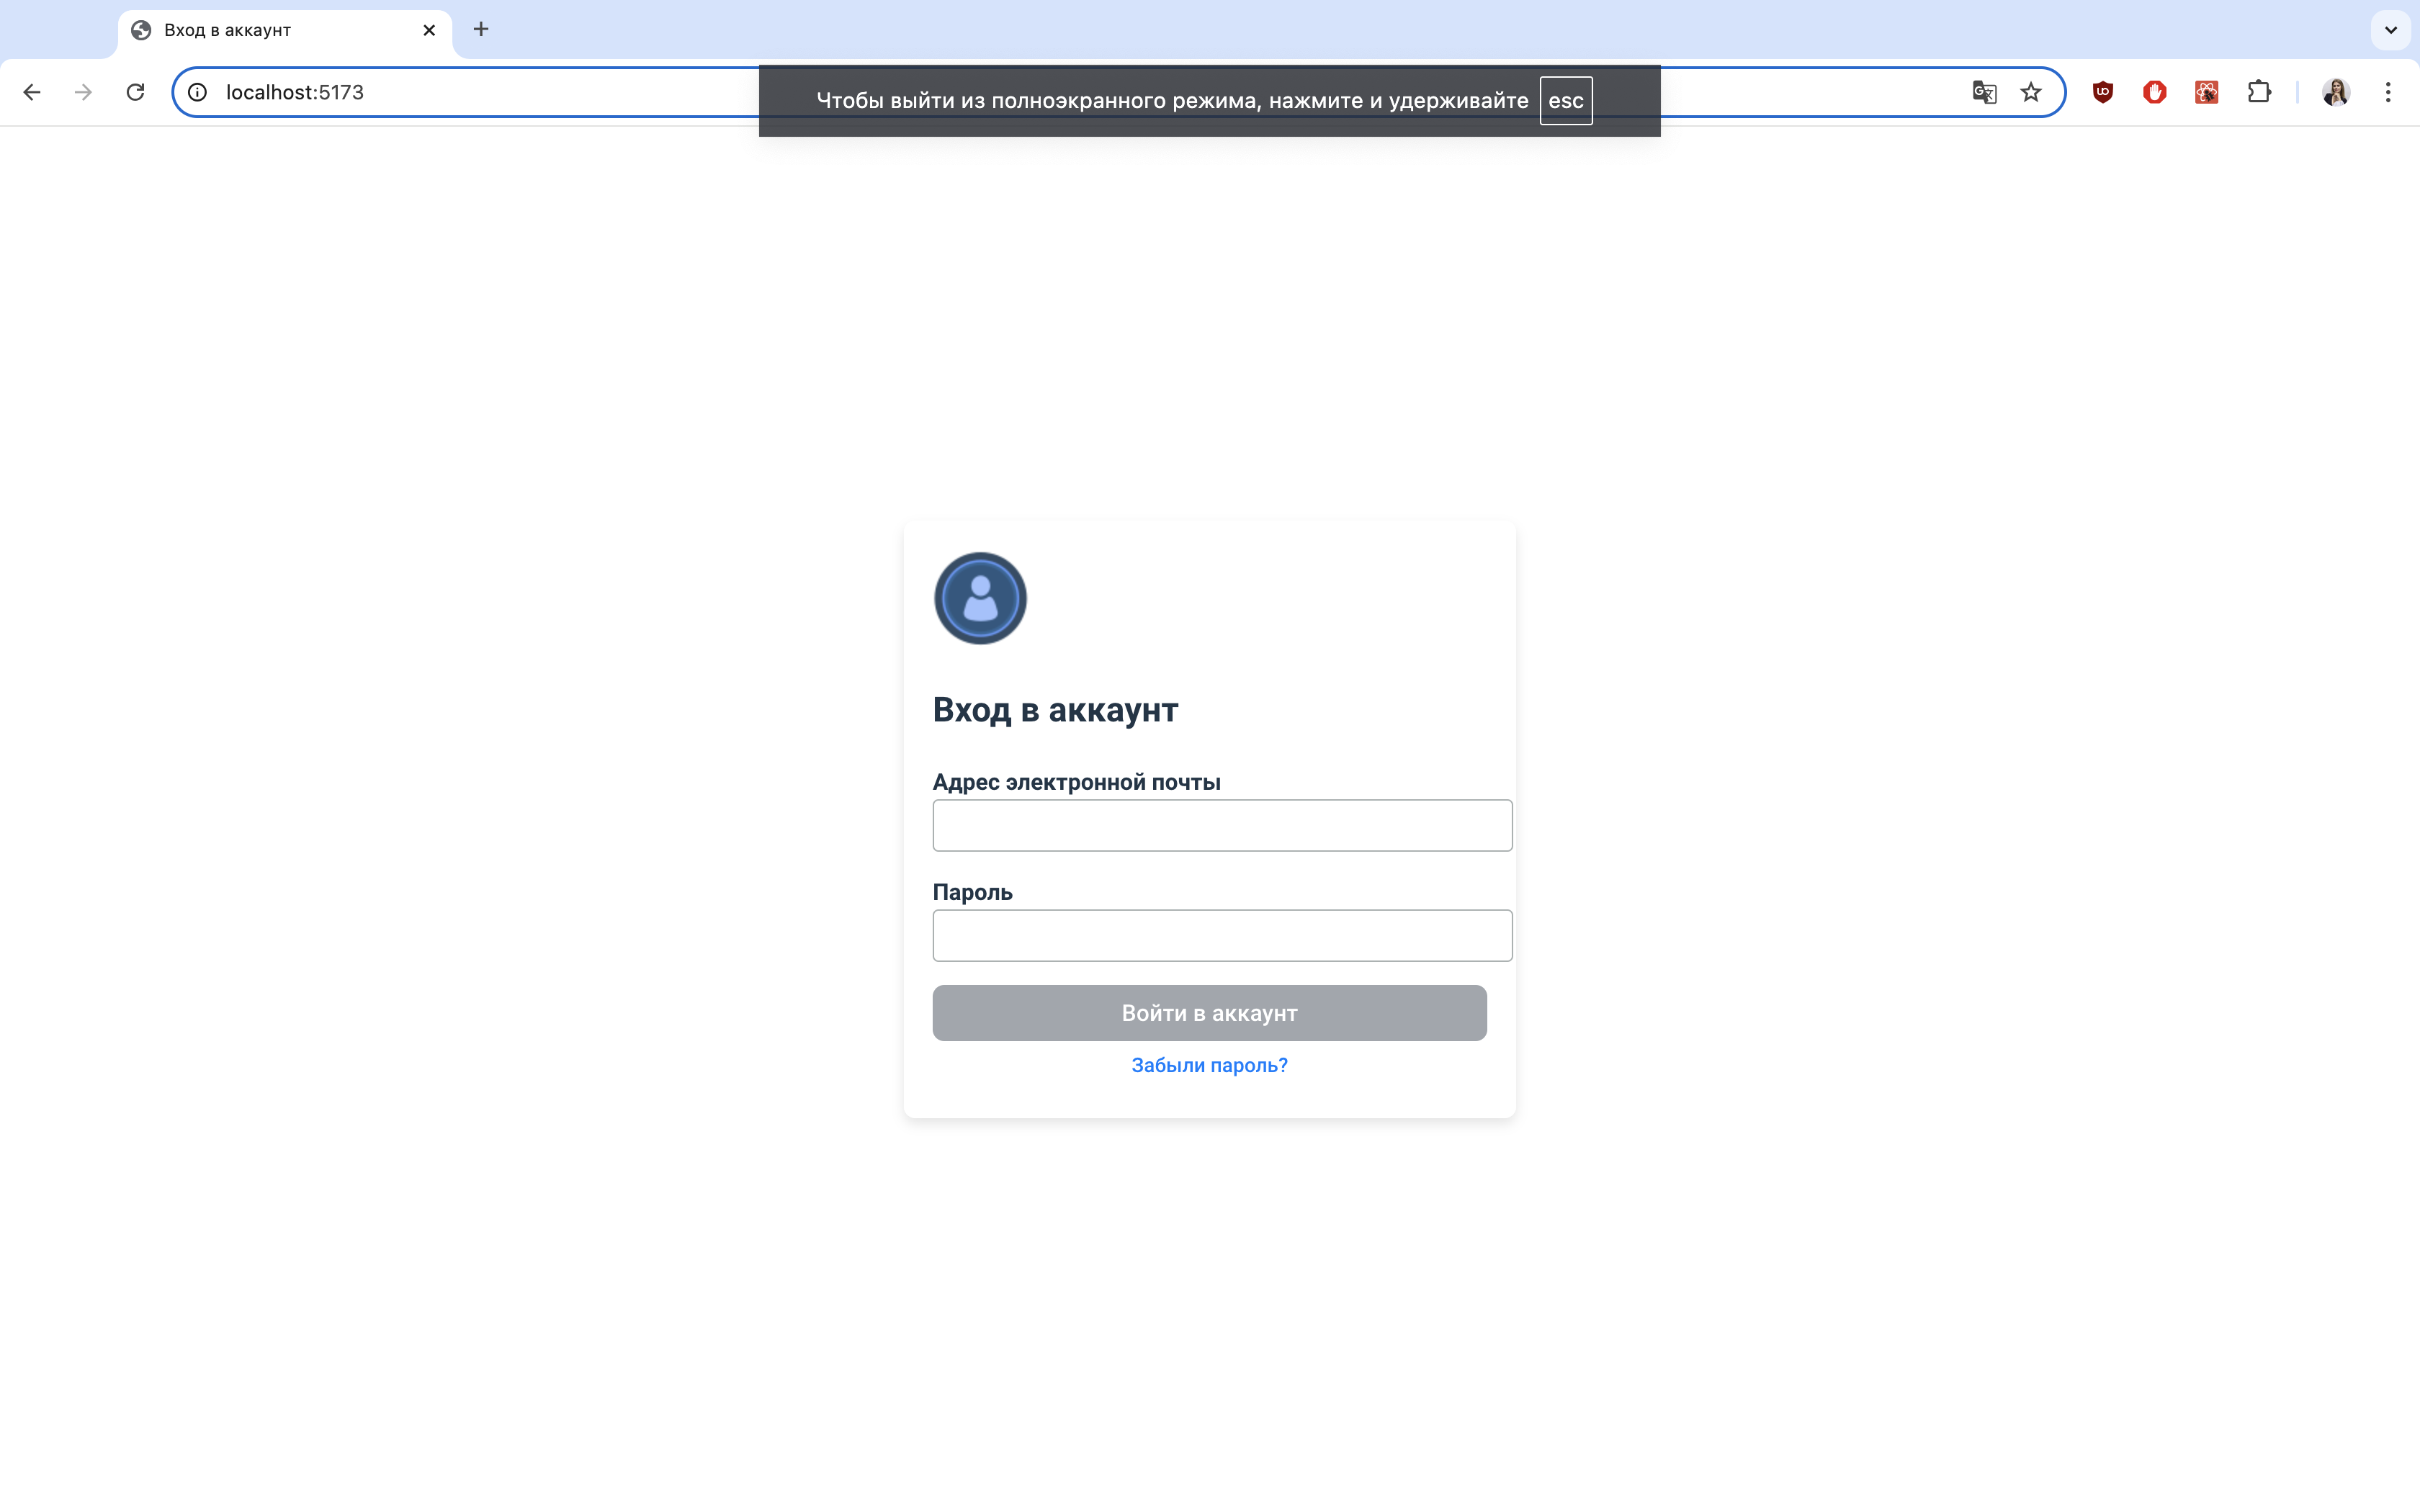 Вход в аккаунт
localhost:5173
Чтобы выйти из полноэкранного режима, нажмите и удерживайте esc
Вход в аккаунт
Адрес электронной почты
Пароль
Войти в аккаунт
Забыли пароль?